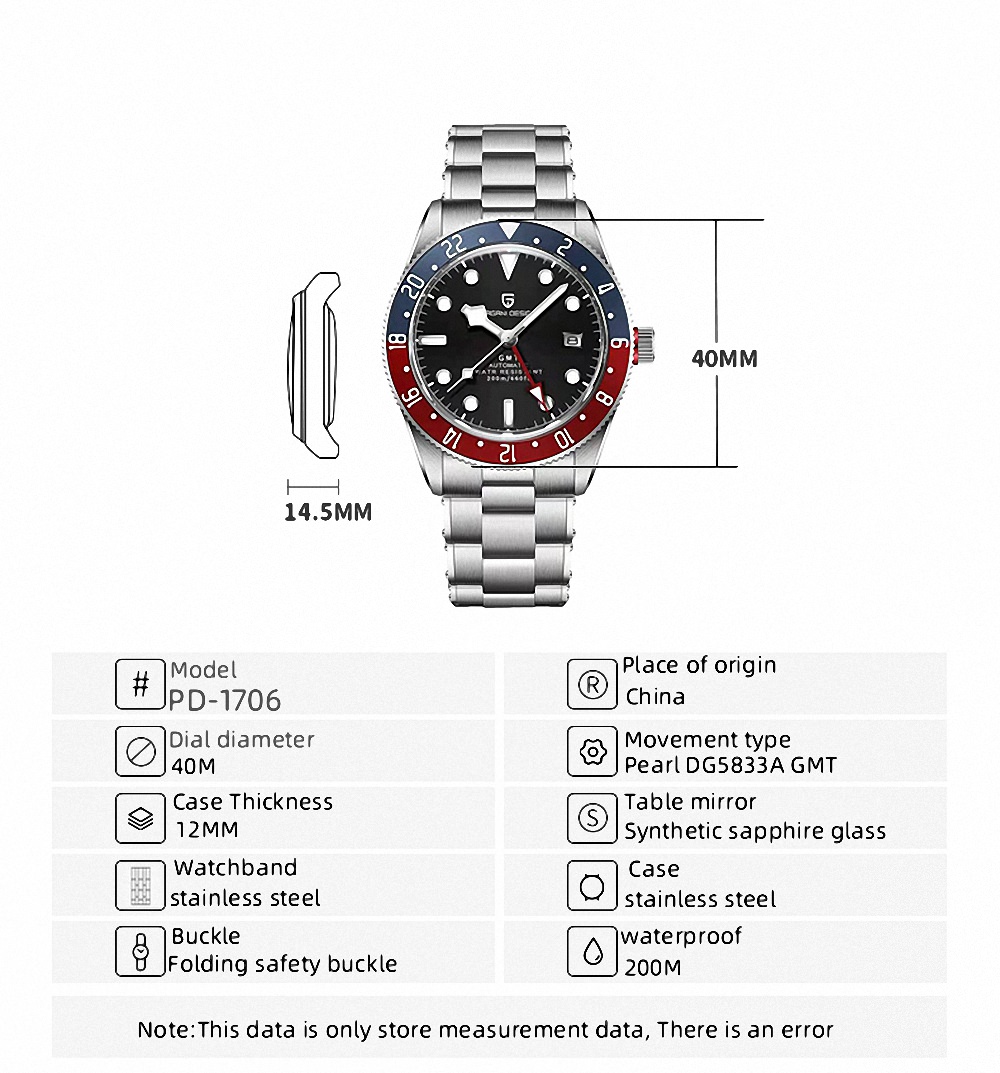 22
2
20
4
18
6
16
8
14
10
12
GMT
200m/660ft
40MM
14.5MM
#
Model
PD-1706
R
Place of origin
China
Dial diameter
40M
Movement type
Pearl DG5833A GMT
Case Thickness
12MM
S
Table mirror
Synthetic sapphire glass
Watchband
stainless steel
Case
stainless steel
Buckle
Folding safety buckle
waterproof
200M
Note:This data is only store measurement data, There is an error